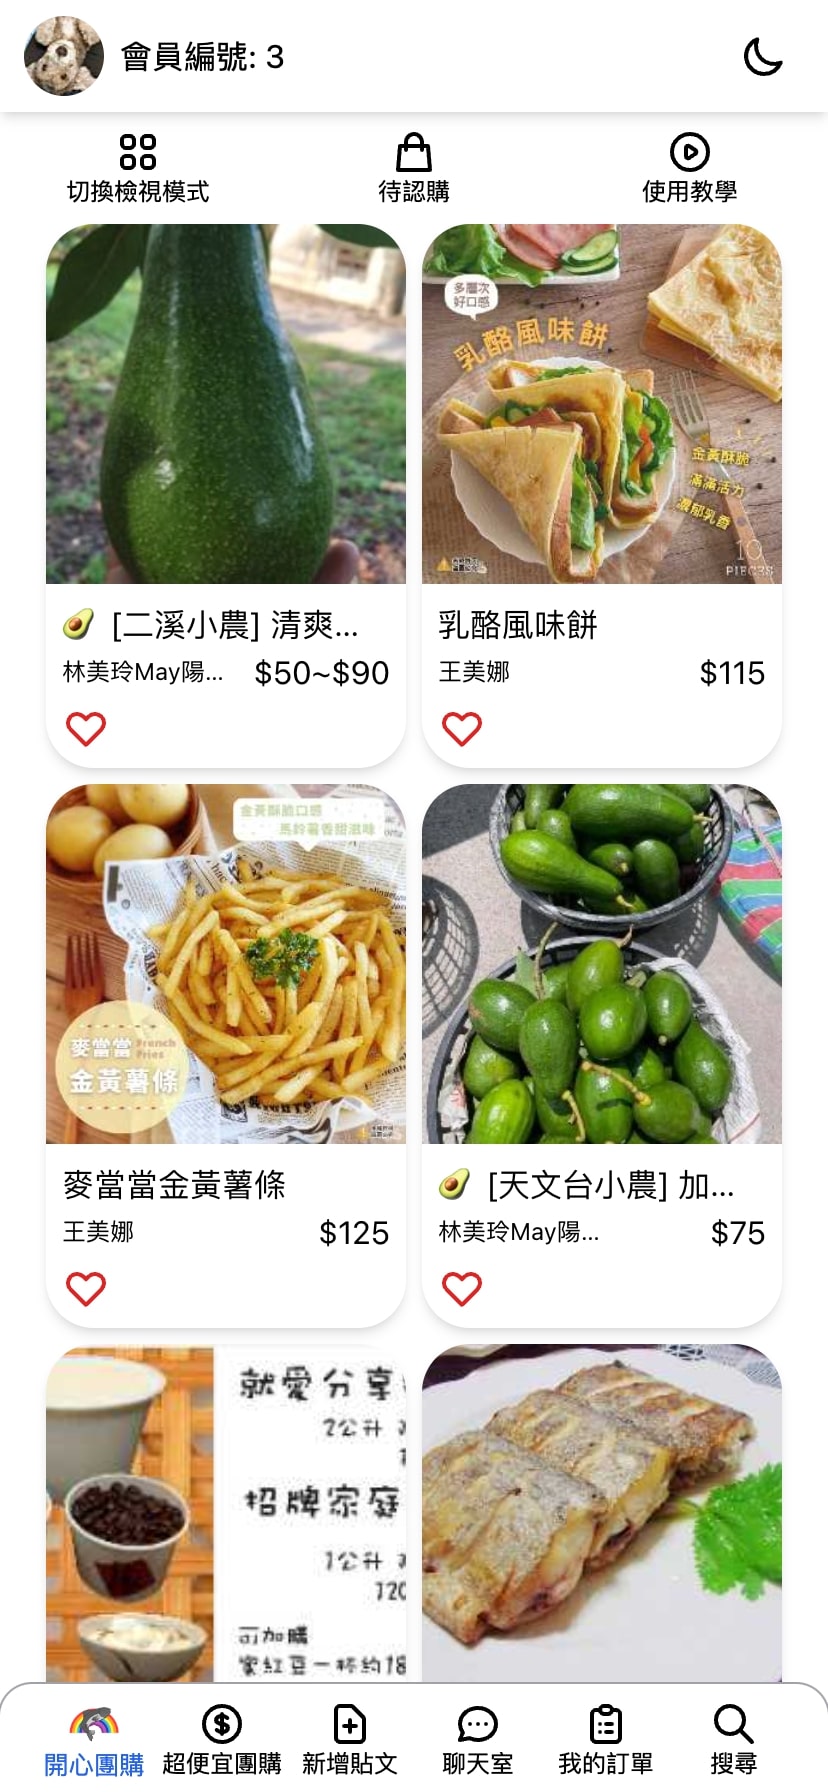 會員編號: 3
切換檢視模式
待認購
使用教學
多層次
好口感
乳酪風味餅
金黃酥脆
滿滿活力
濃郁乳香
10
PIECES
🥑 [二溪小農] 清爽...
林美玲May陽... $50~$90
乳酪風味餅
王美娜 $115
金黃酥脆口感
馬鈴薯香甜滋味
麥當當 French Fries
金黃薯條
麥當當金黃薯條
王美娜 $125
🥑 [天文台小農] 加...
林美玲May陽... $75
就愛分享
2公升
招牌家庭
1公升
120
可加購
蜜紅豆一杯約18
開心團購
超便宜團購
新增貼文
聊天室
我的訂單
搜尋